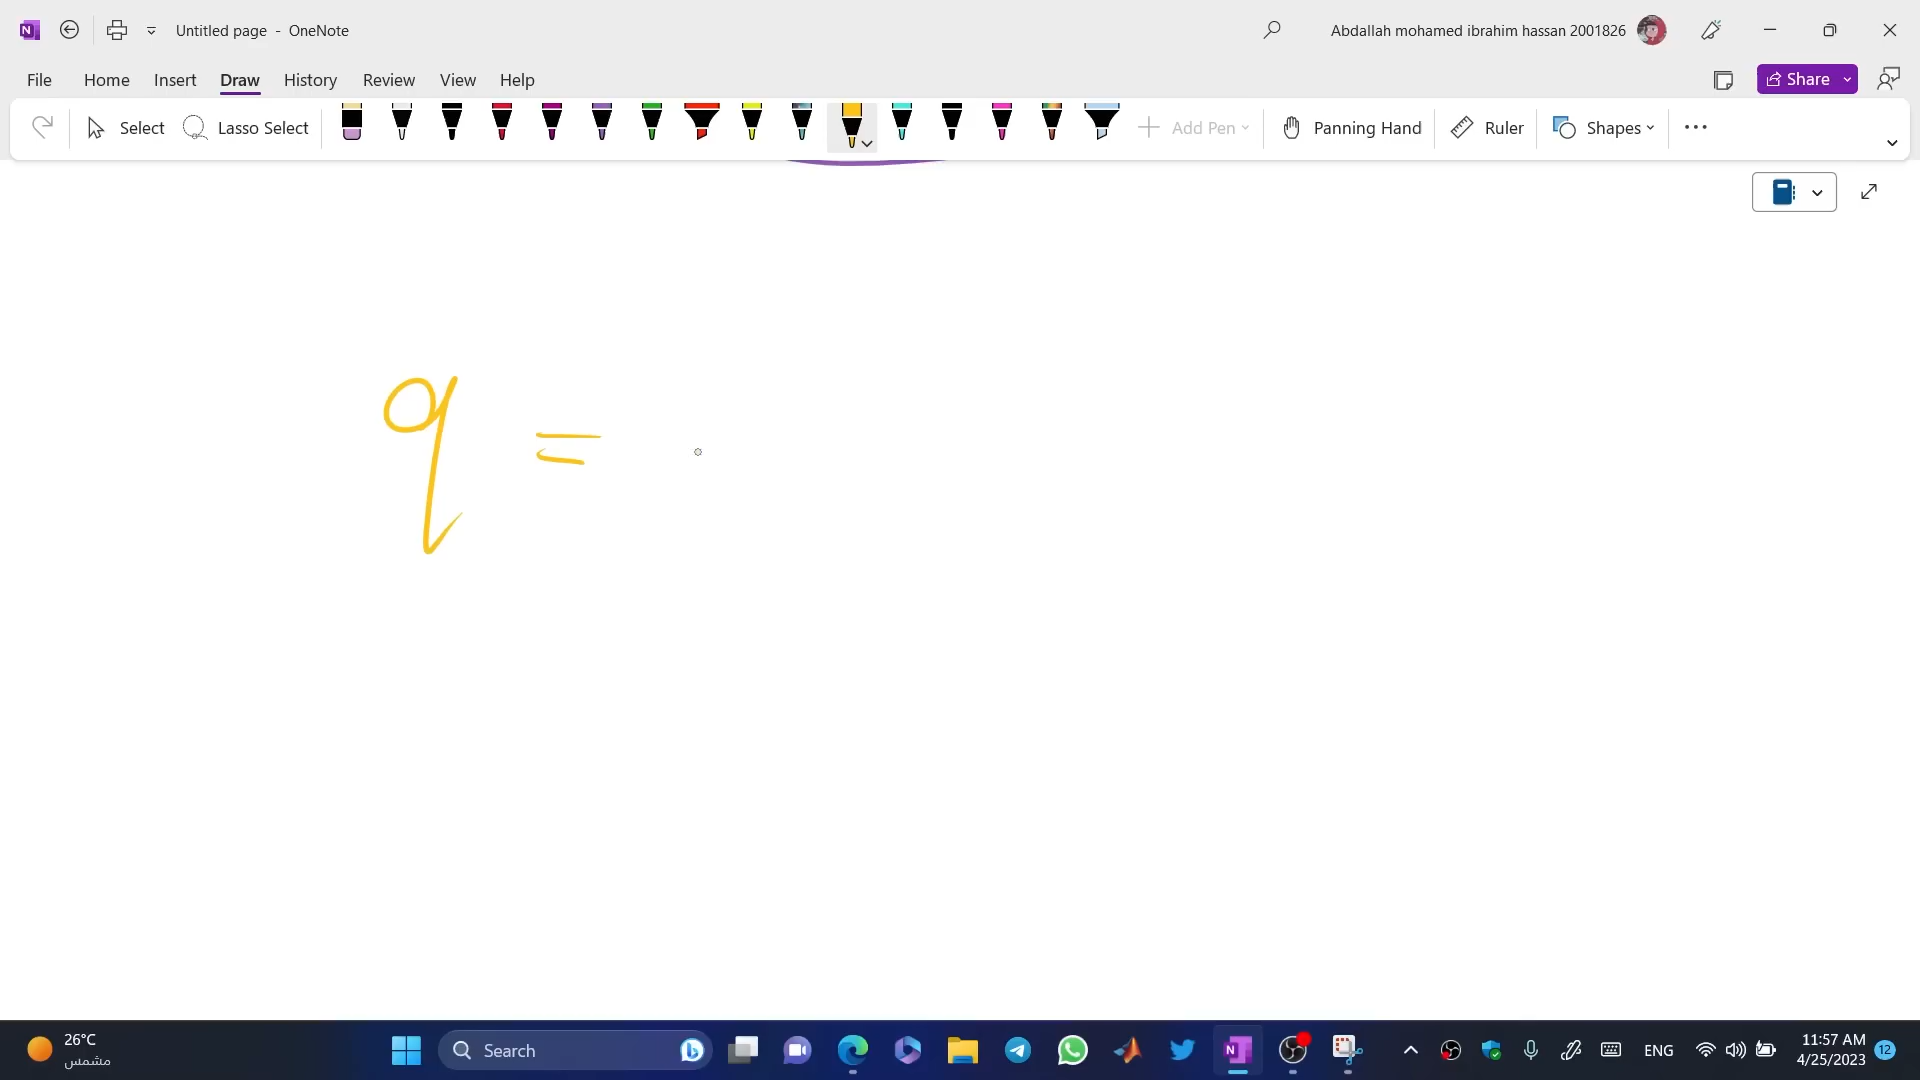 Untitled page - OneNote
Abdallah mohamed ibrahim hassan 2001826
File Home Insert Draw History Review View Help
Share
Select Lasso Select Add Pen Panning Hand Ruler Shapes
q =
26°C
مشمس
Search
ENG
11:57 AM
4/25/2023
12